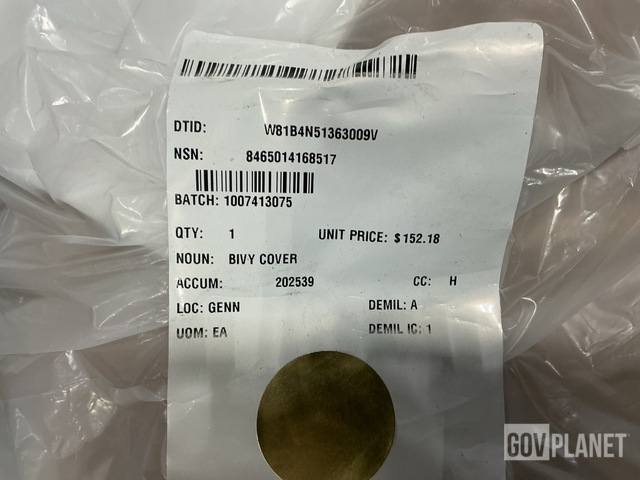 DTID: W81B4N51363009V
NSN: 8465014168517
BATCH: 1007413075
QTY: 1 UNIT PRICE: $ 152.18
NOUN: BIVY COVER
ACCUM: 202539 CC: H
LOC: GENN DEMIL: A
UOM: EA DEMIL IC: 1
GOVPLANET